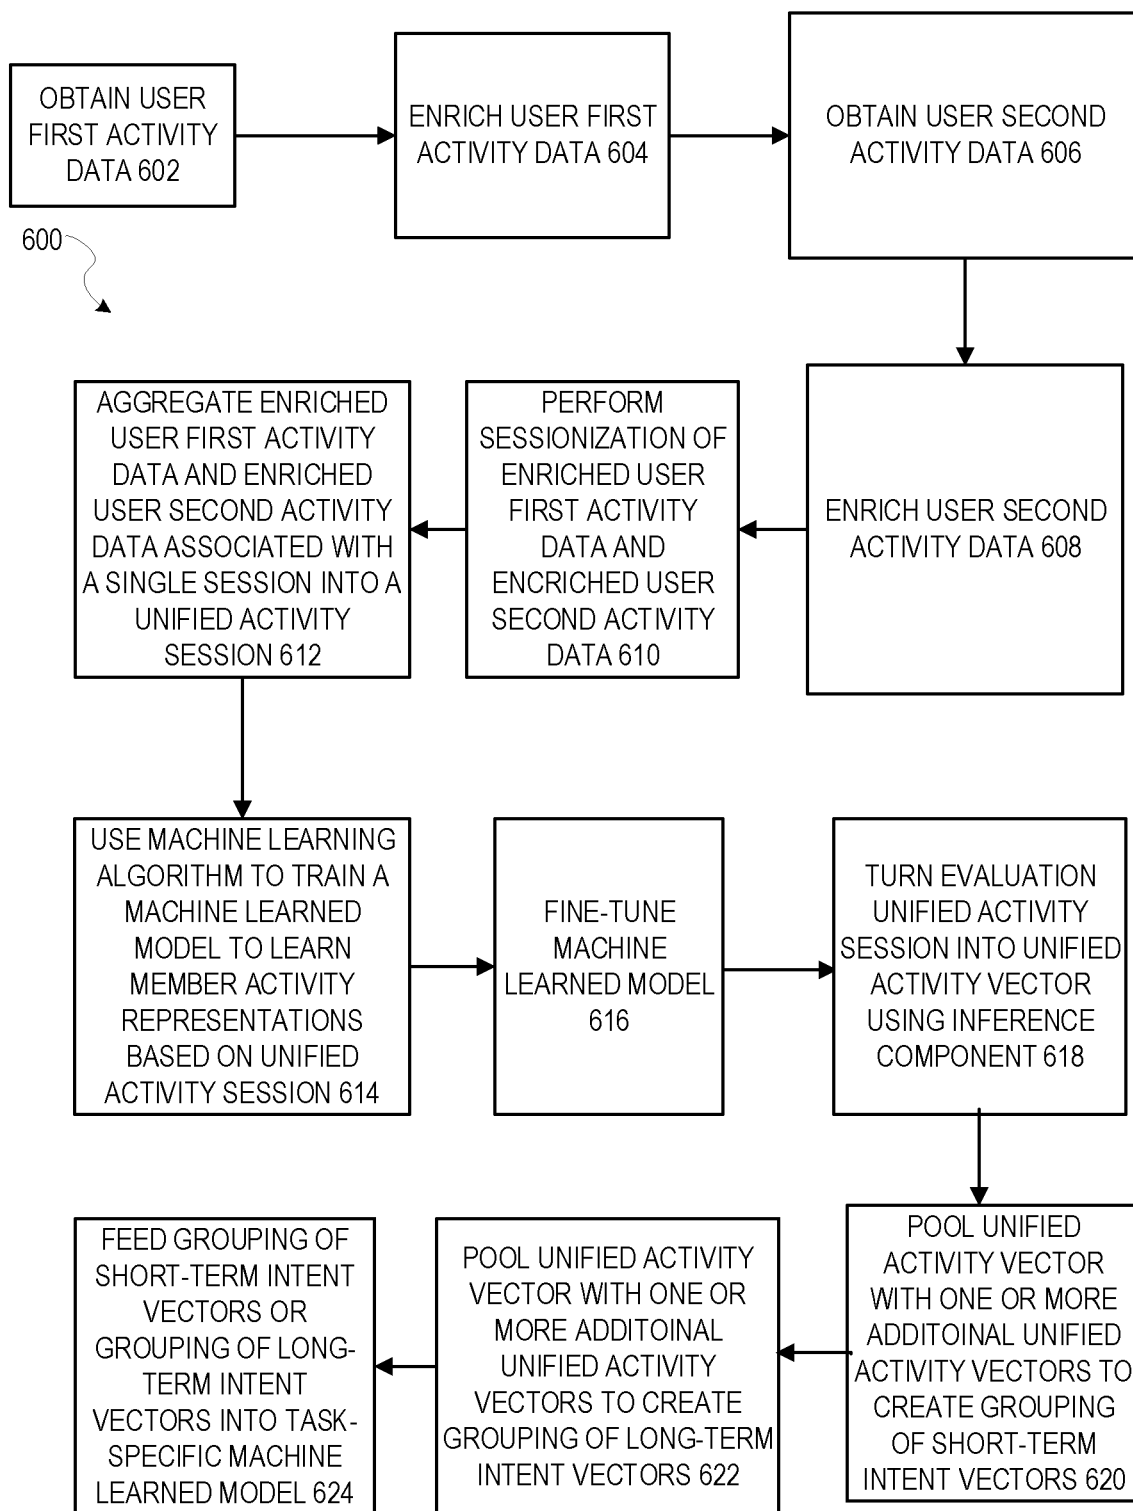 OBTAIN USER
FIRST ACTIVITY
DATA 602
ENRICH USER FIRST
ACTIVITY DATA 604
OBTAIN USER SECOND
ACTIVITY DATA 606
600
ENRICH USER SECOND
ACTIVITY DATA 608
PERFORM
SESSIONIZATION OF
ENRICHED USER
FIRST ACTIVITY
DATA AND
ENCRICHED USER
SECOND ACTIVITY
DATA 610
AGGREGATE ENRICHED
USER FIRST ACTIVITY
DATA AND ENRICHED
USER SECOND ACTIVITY
DATA ASSOCIATED WITH
A SINGLE SESSION INTO A
UNIFIED ACTIVITY
SESSION 612
USE MACHINE LEARNING
ALGORITHM TO TRAIN A
MACHINE LEARNED
MODEL TO LEARN
MEMBER ACTIVITY
REPRESENTATIONS
BASED ON UNIFIED
ACTIVITY SESSION 614
FINE-TUNE
MACHINE
LEARNED MODEL
616
TURN EVALUATION
UNIFIED ACTIVITY
SESSION INTO UNIFIED
ACTIVITY VECTOR
USING INFERENCE
COMPONENT 618
POOL UNIFIED
ACTIVITY VECTOR
WITH ONE OR MORE
ADDITOINAL UNIFIED
ACTIVITY VECTORS TO
CREATE GROUPING
OF SHORT-TERM
INTENT VECTORS 620
POOL UNIFIED ACTIVITY
VECTOR WITH ONE OR
MORE ADDITOINAL
UNIFIED ACTIVITY
VECTORS TO CREATE
GROUPING OF LONG-TERM
INTENT VECTORS 622
FEED GROUPING OF
SHORT-TERM INTENT
VECTORS OR
GROUPING OF LONG-
TERM INTENT
VECTORS INTO TASK-
SPECIFIC MACHINE
LEARNED MODEL 624